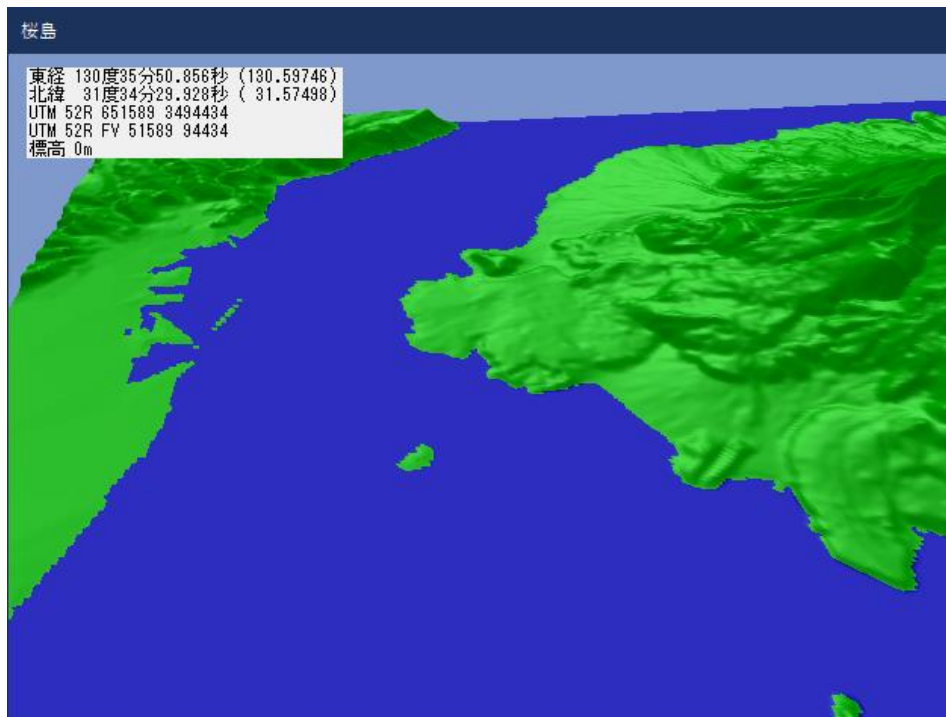 桜島
東経 130度35分50.856秒 (130.59746)
北緯  31度34分29.928秒 ( 31.57498)
UTM 52R 651589 3494434
UTM 52R FV 51589 94434
標高 0m